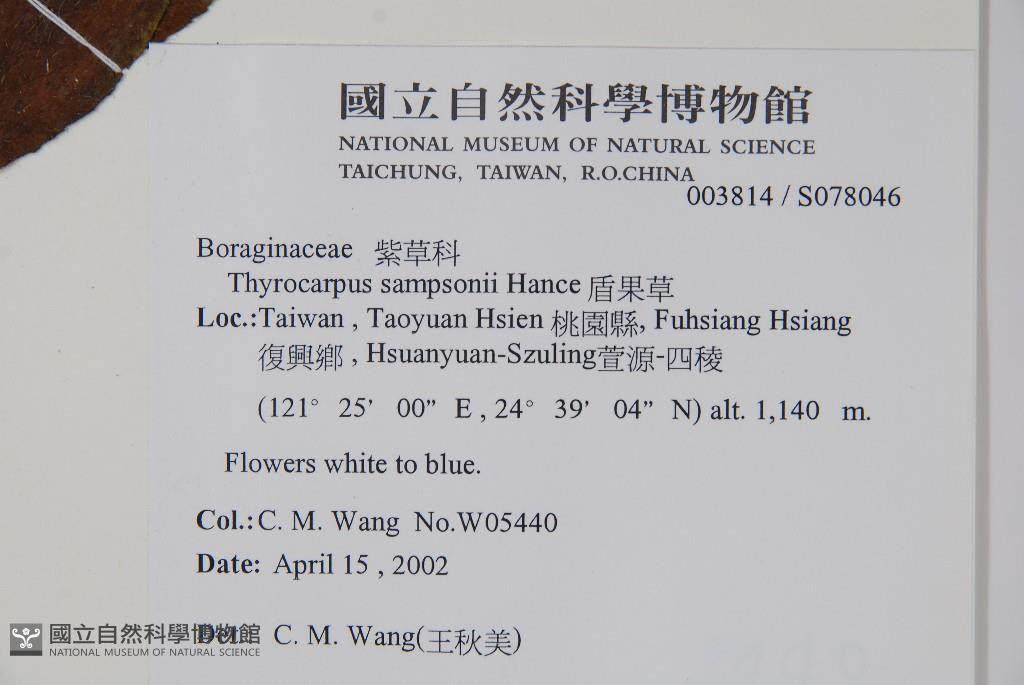 國立自然科學博物館
NATIONAL MUSEUM OF NATURAL SCIENCE
TAICHUNG, TAIWAN, R.O.CHINA
003814 / S078046
Boraginaceae 紫草科
Thyrocarpus sampsonii Hance 盾果草
Loc.:Taiwan , Taoyuan Hsien 桃園縣, Fuhsiang Hsiang
復興鄉 , Hsuanyuan-Szuling萱源-四稜
(121° 25’ 00” E , 24° 39’ 04” N) alt. 1,140 m.
Flowers white to blue.
Col.:C. M. Wang No.W05440
Date: April 15 , 2002
C. M. Wang(王秋美)
國立自然科學博物館
NATIONAL MUSEUM OF NATURAL SCIENCE